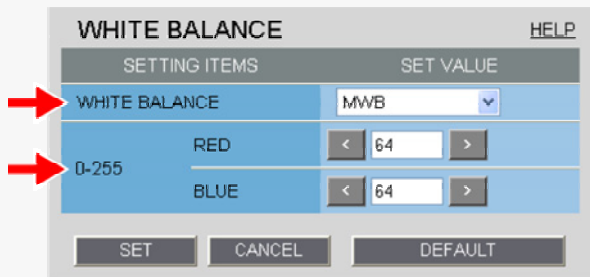 WHITE BALANCE HELP
SETTING ITEMS SET VALUE
WHITE BALANCE MWB
RED < 64 >
0-255
BLUE < 64 >
SET CANCEL DEFAULT